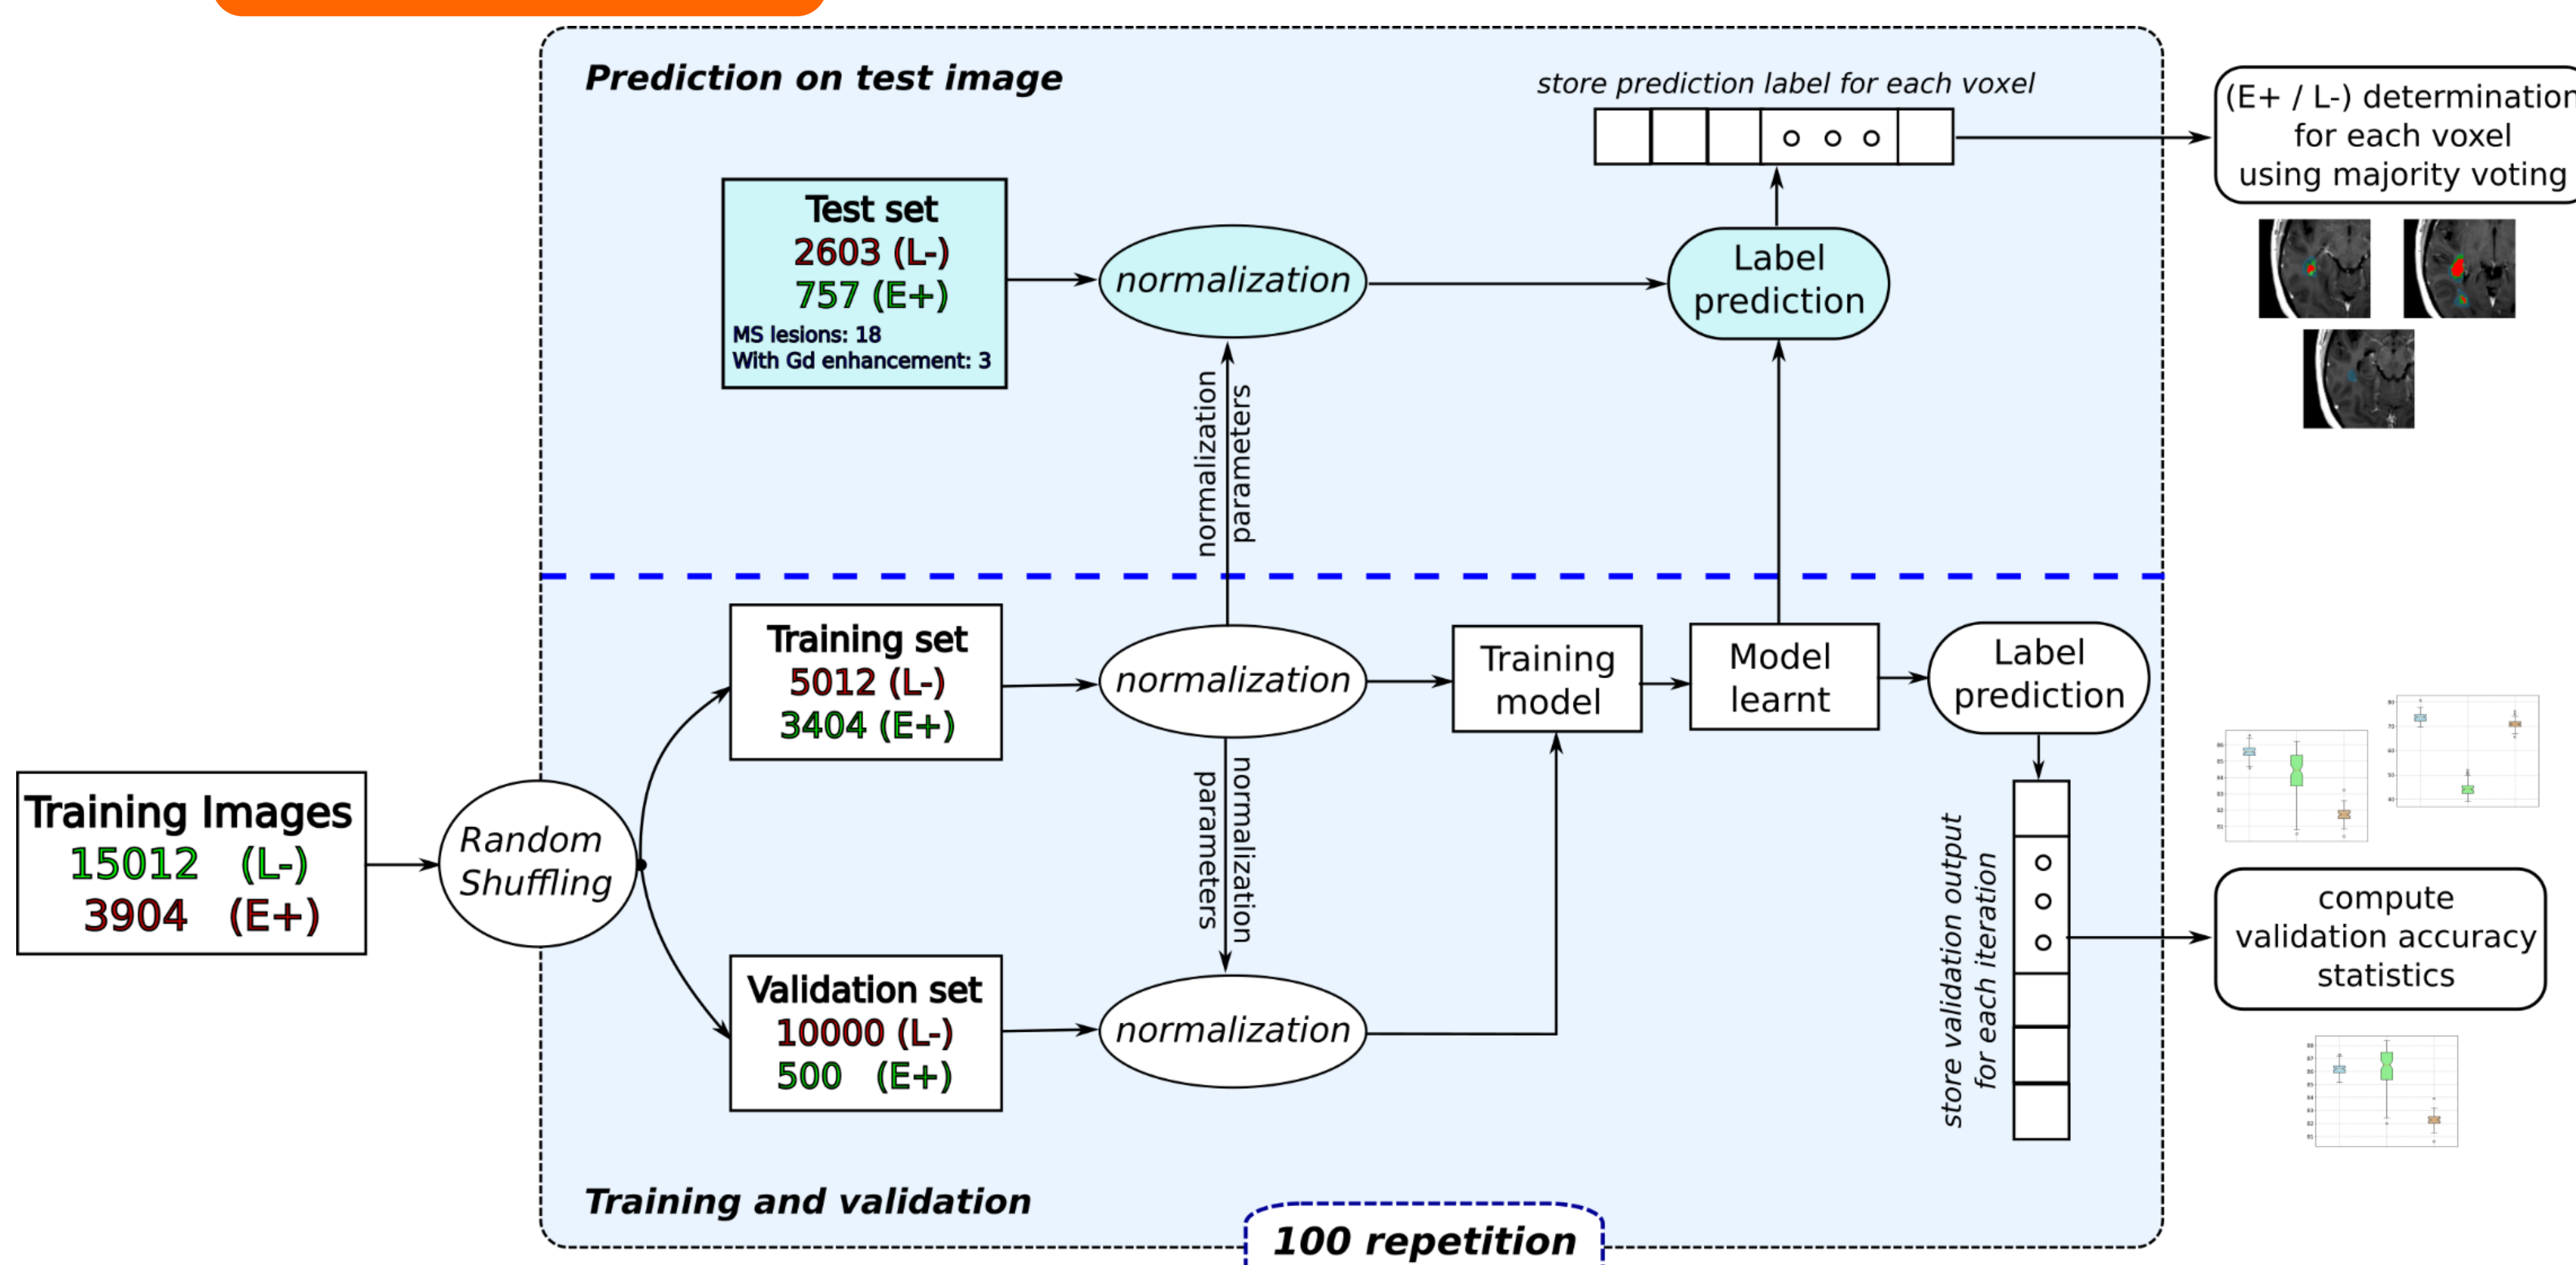 Prediction on test image
store prediction label for each voxel
(E+ / L-) determination
for each voxel
using majority voting
Test set
2603 (L-)
757 (E+)
MS lesions: 18
With Gd enhancement: 3
normalization
Label
prediction
normalization
parameters
Training set
5012 (L-)
3404 (E+)
normalization
Training
model
Model
learnt
Label
prediction
Training Images
15012 (L-)
3904 (E+)
Random
Shuffling
normalization
parameters
Validation set
10000 (L-)
500 (E+)
normalization
store validation output
for each iteration
compute
validation accuracy
statistics
Training and validation
100 repetition